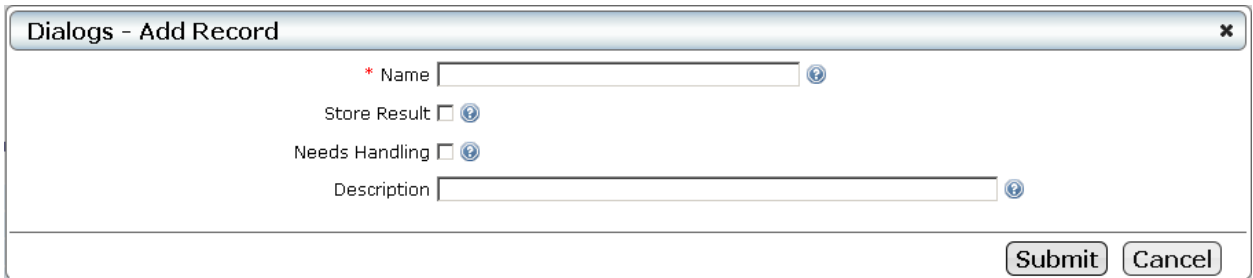 Dialogs - Add Record
* Name
Store Result
Needs Handling
Description
Submit Cancel